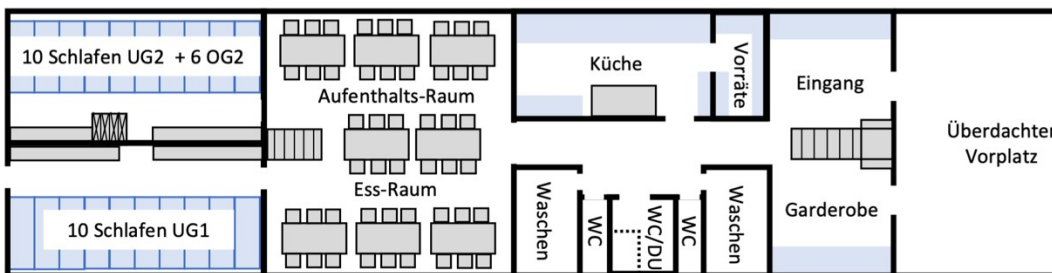 10 Schlafen UG2 + 6 OG2
Aufenthalts-Raum
Küche
Vorräte
Eingang
Überdachter
Vorplatz
Ess-Raum
10 Schlafen UG1
Waschen
WC
WC/DU
WC
Waschen
Garderobe